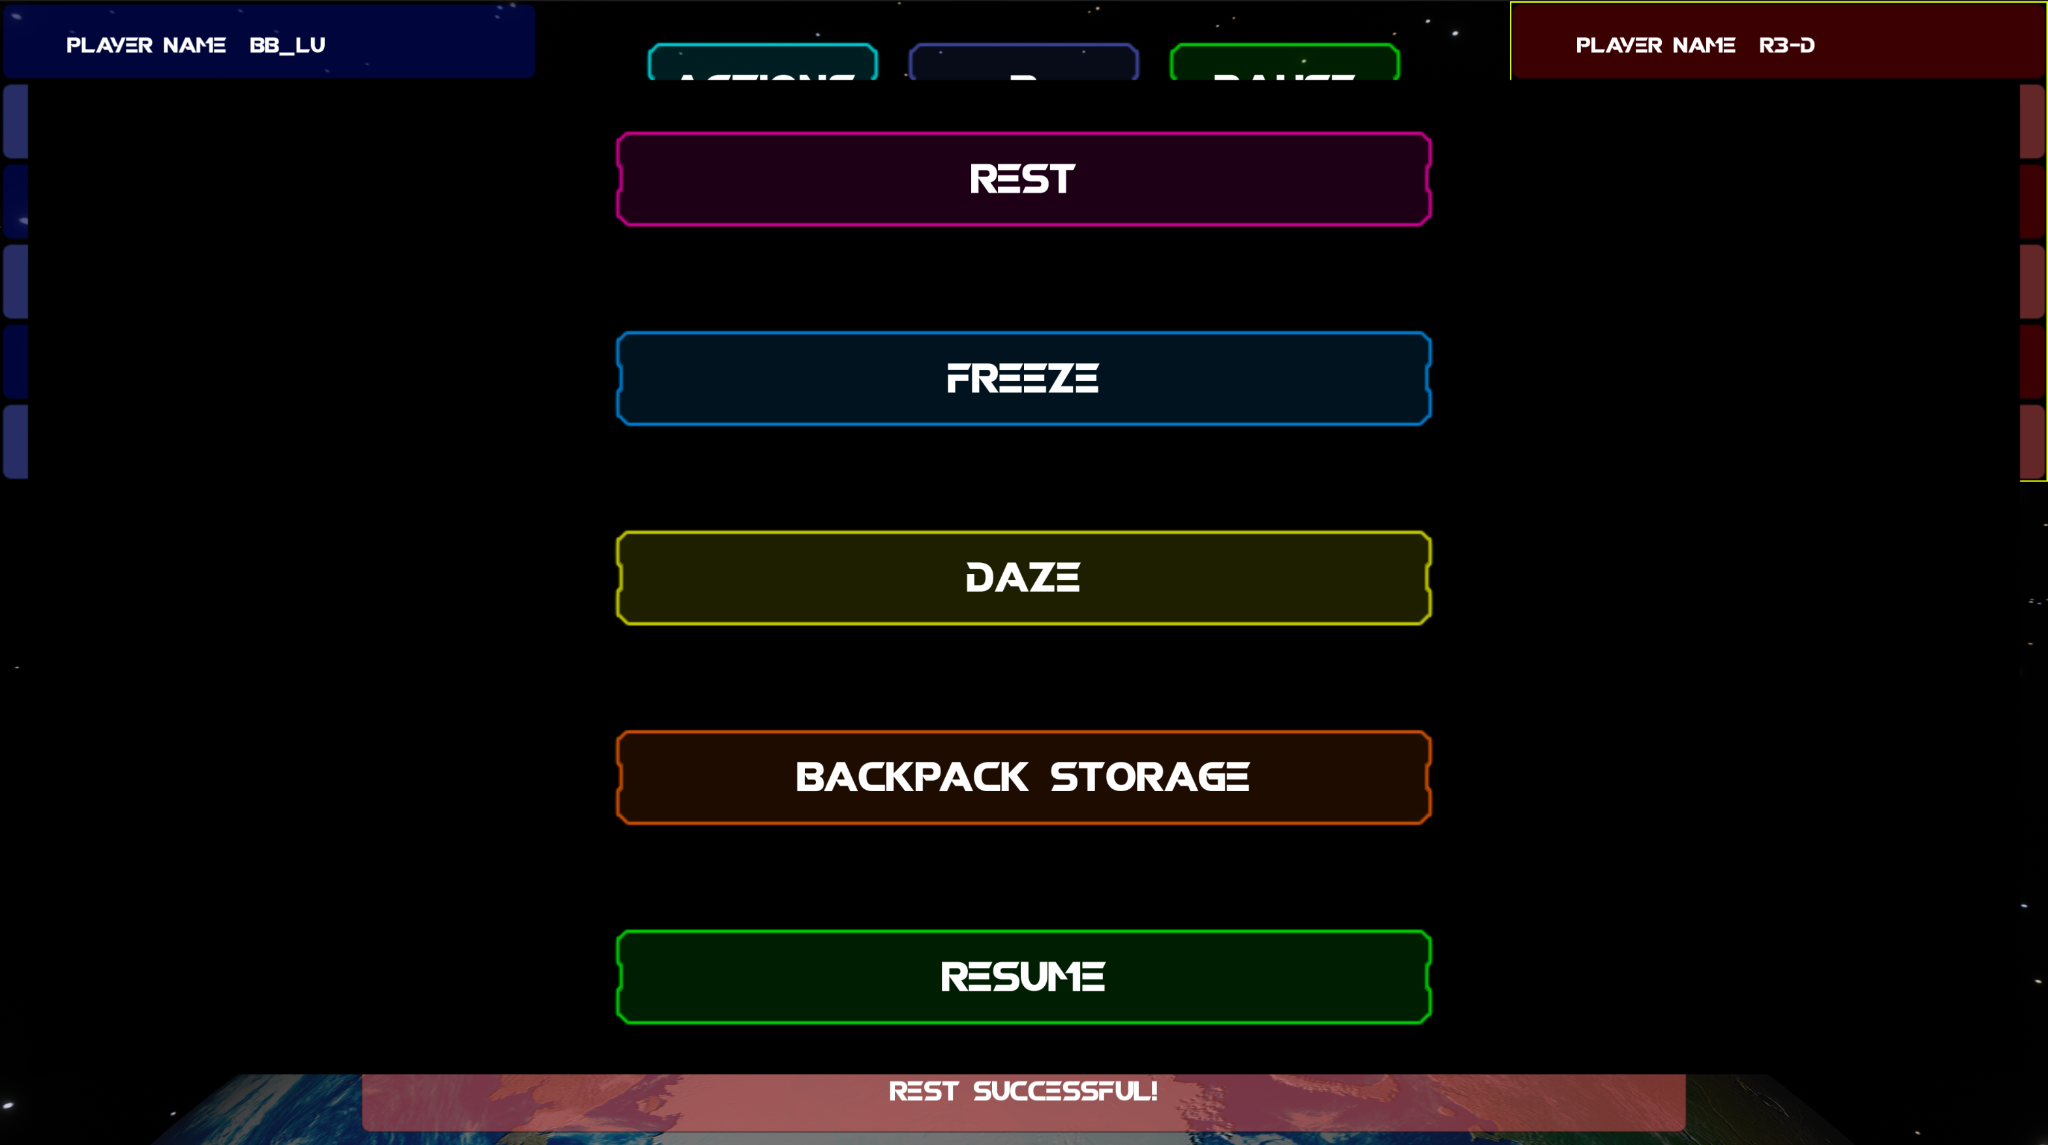 PLAYER NAME BB_LU
PLAYER NAME R3-D
REST
FREEZE
DAZE
BACKPACK STORAGE
RESUME
REST SUCCESSFUL!